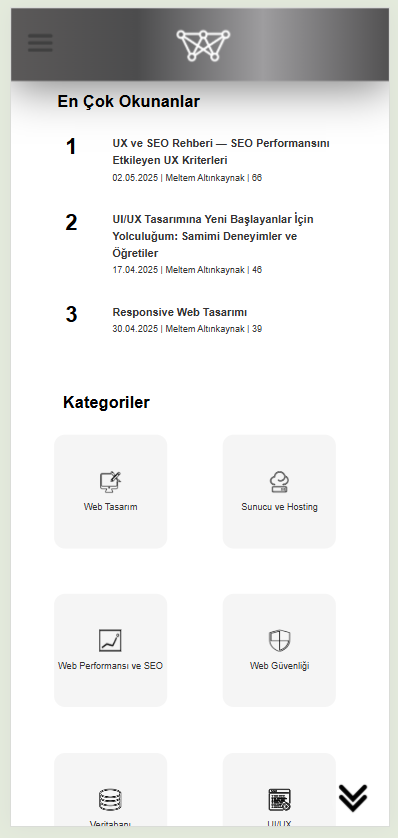 En Çok Okunanlar
1
UX ve SEO Rehberi — SEO Performansını
Etkileyen UX Kriterleri
02.05.2025 | Meltem Altınkaynak | 66
2
UI/UX Tasarımına Yeni Başlayanlar İçin
Yolculuğum: Samimi Deneyimler ve
Öğretiler
17.04.2025 | Meltem Altınkaynak | 46
3
Responsive Web Tasarımı
30.04.2025 | Meltem Altınkaynak | 39
Kategoriler
Web Tasarım
Sunucu ve Hosting
Web Performansı ve SEO
Web Güvenliği
Veritabanı
UI/UX